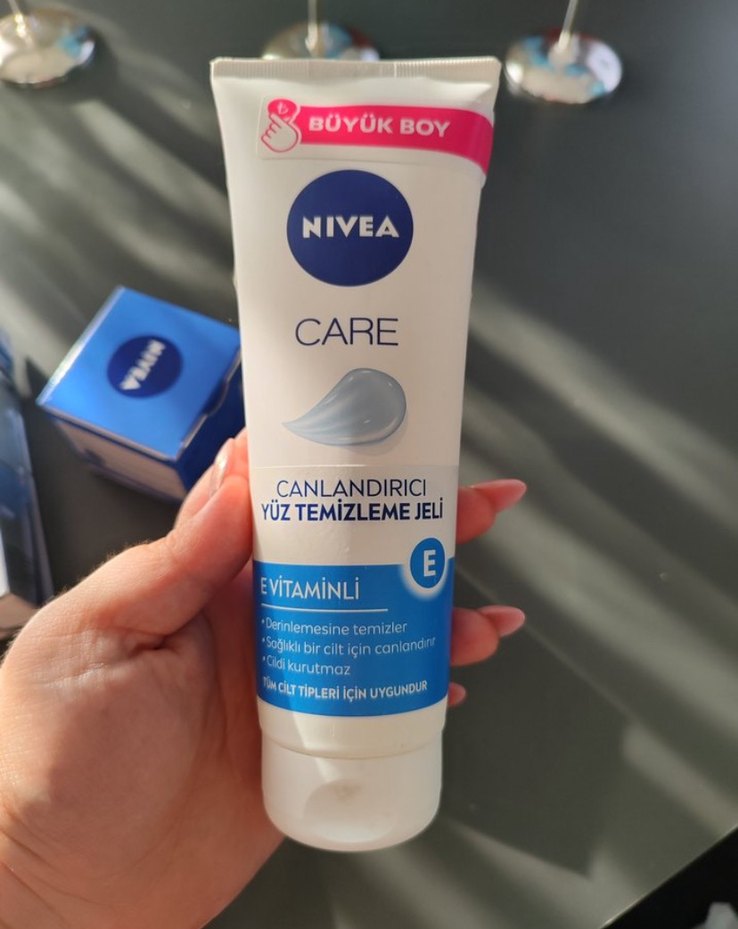 BÜYÜK BOY
NIVEA
CARE
NIVEA
CANLANDIRICI
YÜZ TEMİZLEME JELİ
E
E VİTAMİNLİ
• Derinlemesine temizler
• Sağlıklı bir cilt için canlandırır
• Cildi kurutmaz
TÜM CİLT TİPLERİ İÇİN UYGUNDUR